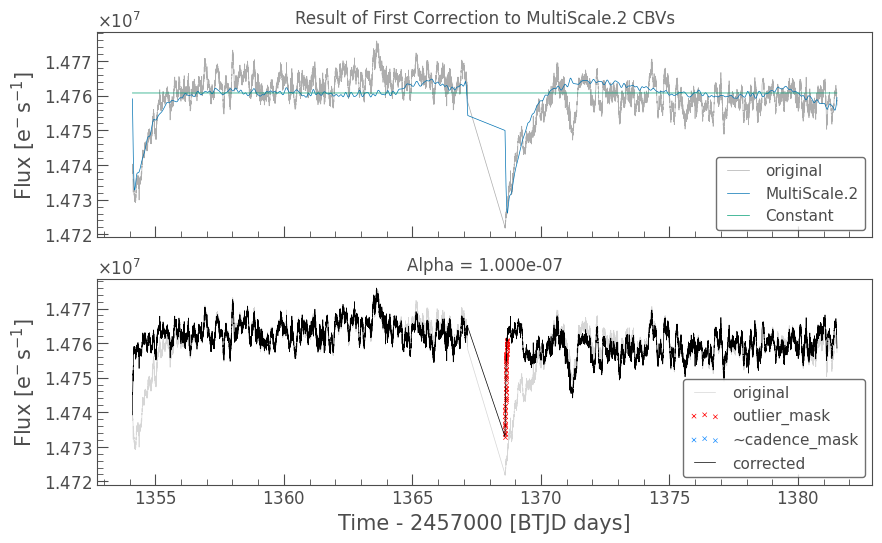 Result of First Correction to MultiScale.2 CBVs
×10⁷
1.477
1.476
1.475
1.474
1.473
1.472
Flux [e⁻ s⁻¹]
original
MultiScale.2
Constant
Alpha = 1.000e-07
×10⁷
1.477
1.476
1.475
1.474
1.473
1.472
Flux [e⁻ s⁻¹]
original
outlier_mask
~cadence_mask
corrected
1355 1360 1365 1370 1375 1380
Time - 2457000 [BTJD days]